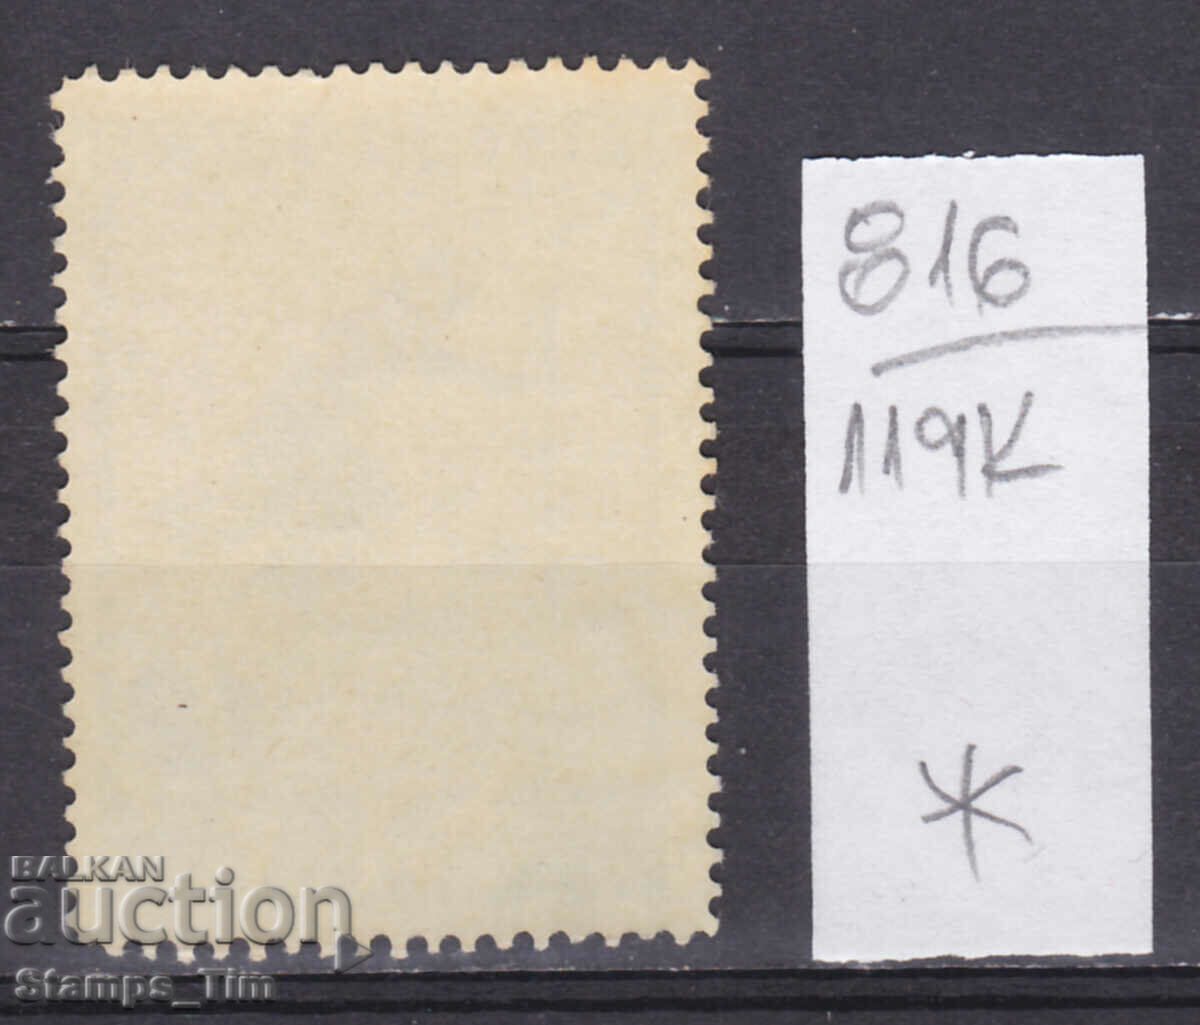 816
119K
*
BALKAN
auction
Stamps_Tim